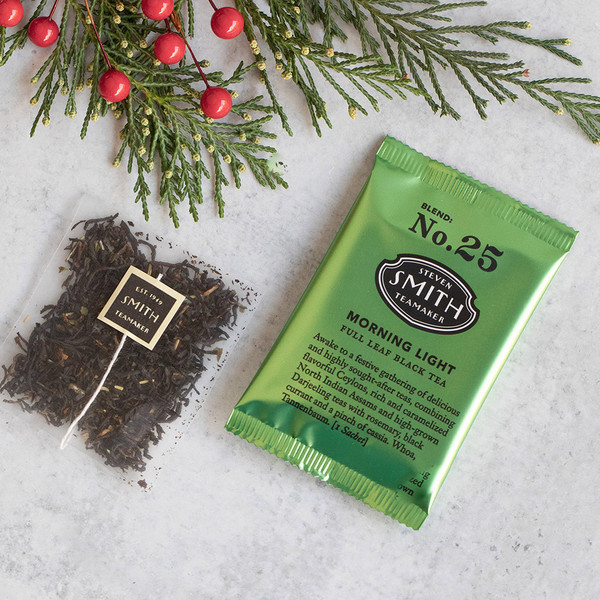 BLEND:
No. 25
STEVEN
SMITH
TEAMAKER
MORNING LIGHT
FULL LEAF BLACK TEA
Awake to a festive gathering of delicious
and highly sought-after teas, combining
flavorful Ceylons, rich and caramelized
North Indian Assams and high-grown
Darjeeling teas with rosemary, black
currant and a pinch of cassia. Whoa,
Tannenbaum. [1 Sachet]
EST. 1949
SMITH
TEAMAKER